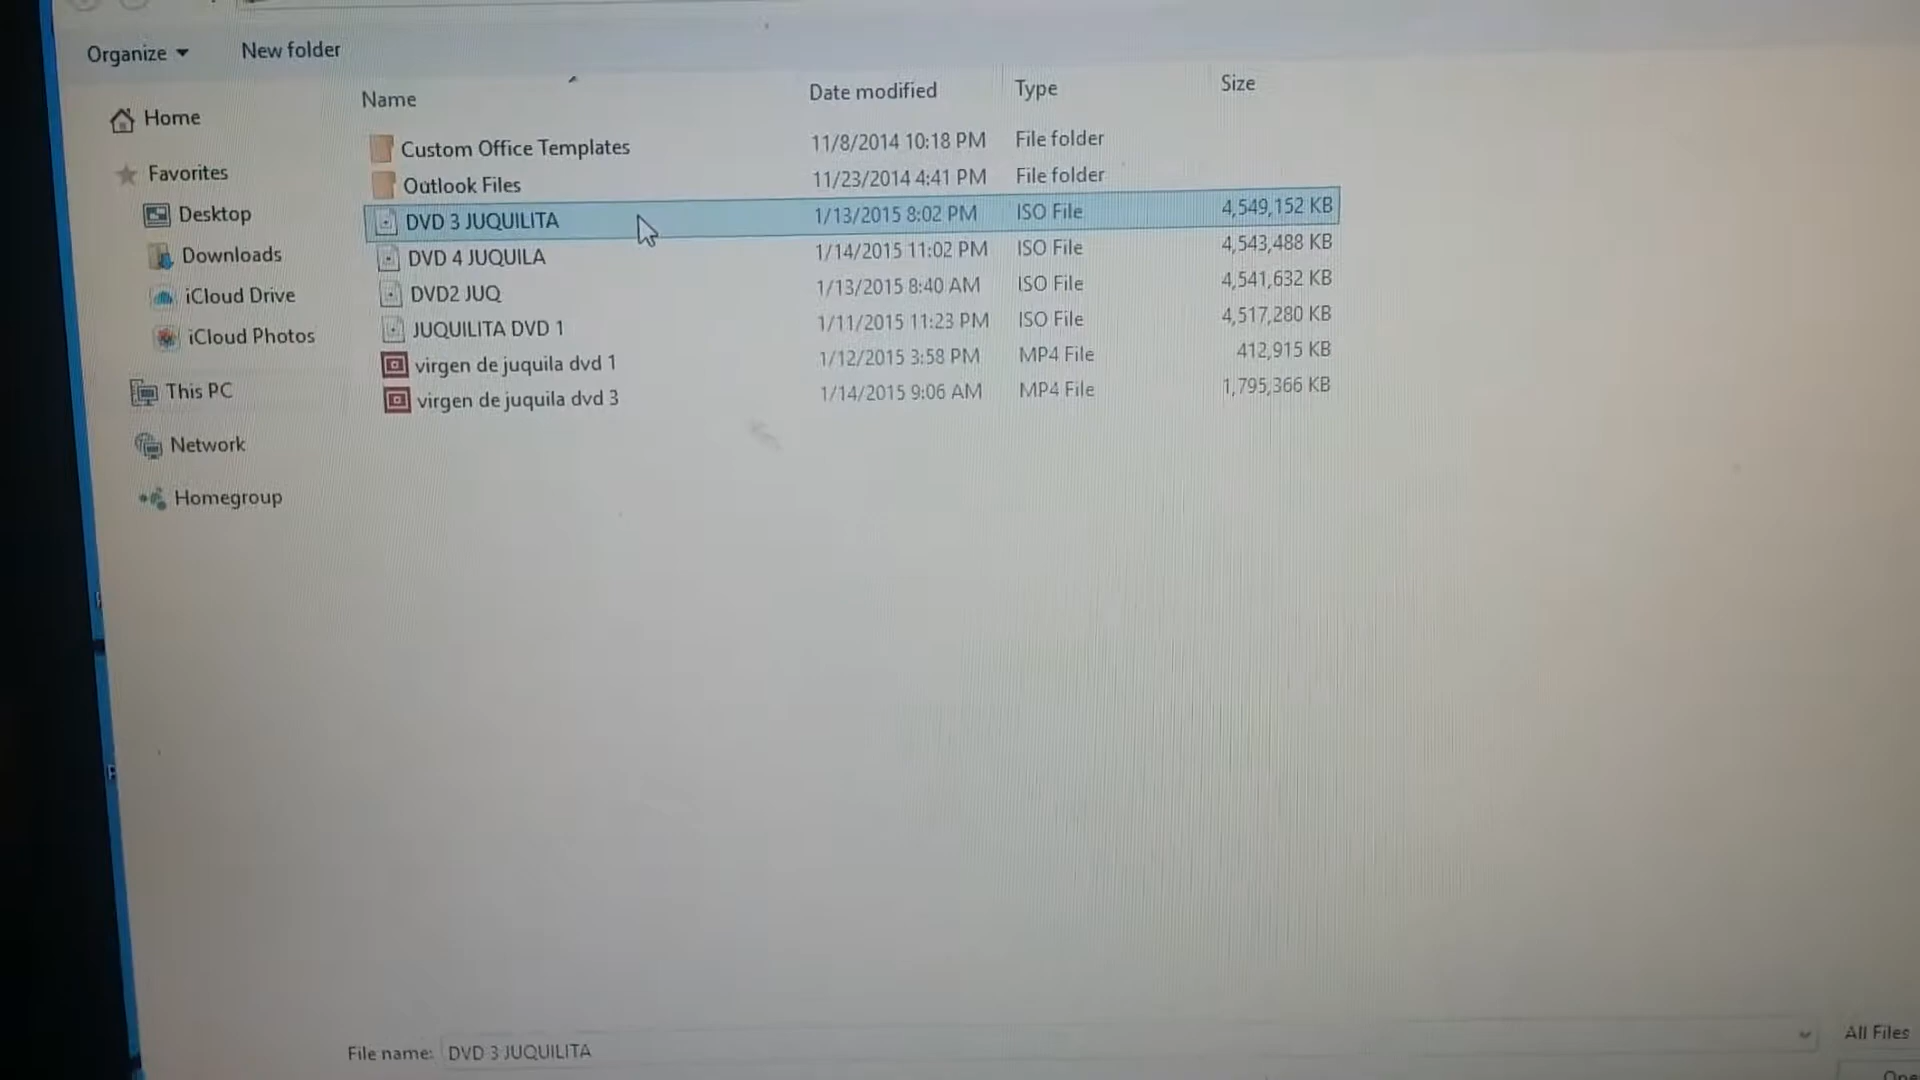 Organize
New folder
Name
Date modified
Type
Size
Home
Favorites
Desktop
Downloads
iCloud Drive
iCloud Photos
This PC
Network
Homegroup
Custom Office Templates 11/8/2014 10:18 PM File folder
Outlook Files 11/23/2014 4:41 PM File folder
DVD 3 JUQUILITA 1/13/2015 8:02 PM ISO File 4,549,152 KB
DVD 4 JUQUILA 1/14/2015 11:02 PM ISO File 4,543,488 KB
DVD2 JUQ 1/13/2015 8:40 AM ISO File 4,541,632 KB
JUQUILITA DVD 1 1/11/2015 11:23 PM ISO File 4,517,280 KB
virgen de juquila dvd 1 1/12/2015 3:58 PM MP4 File 412,915 KB
virgen de juquila dvd 3 1/14/2015 9:06 AM MP4 File 1,795,366 KB
File name: DVD 3 JUQUILITA
All Files